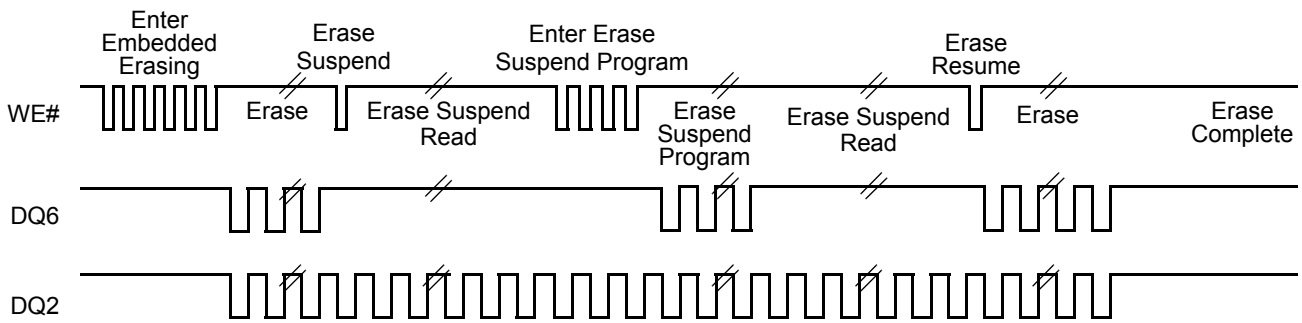 Enter
Embedded
Erasing
Erase
Suspend
Enter Erase
Suspend Program
Erase
Resume
WE#
Erase
Erase Suspend
Read
Erase
Suspend
Program
Erase Suspend
Read
Erase
Erase
Complete
DQ6
DQ2